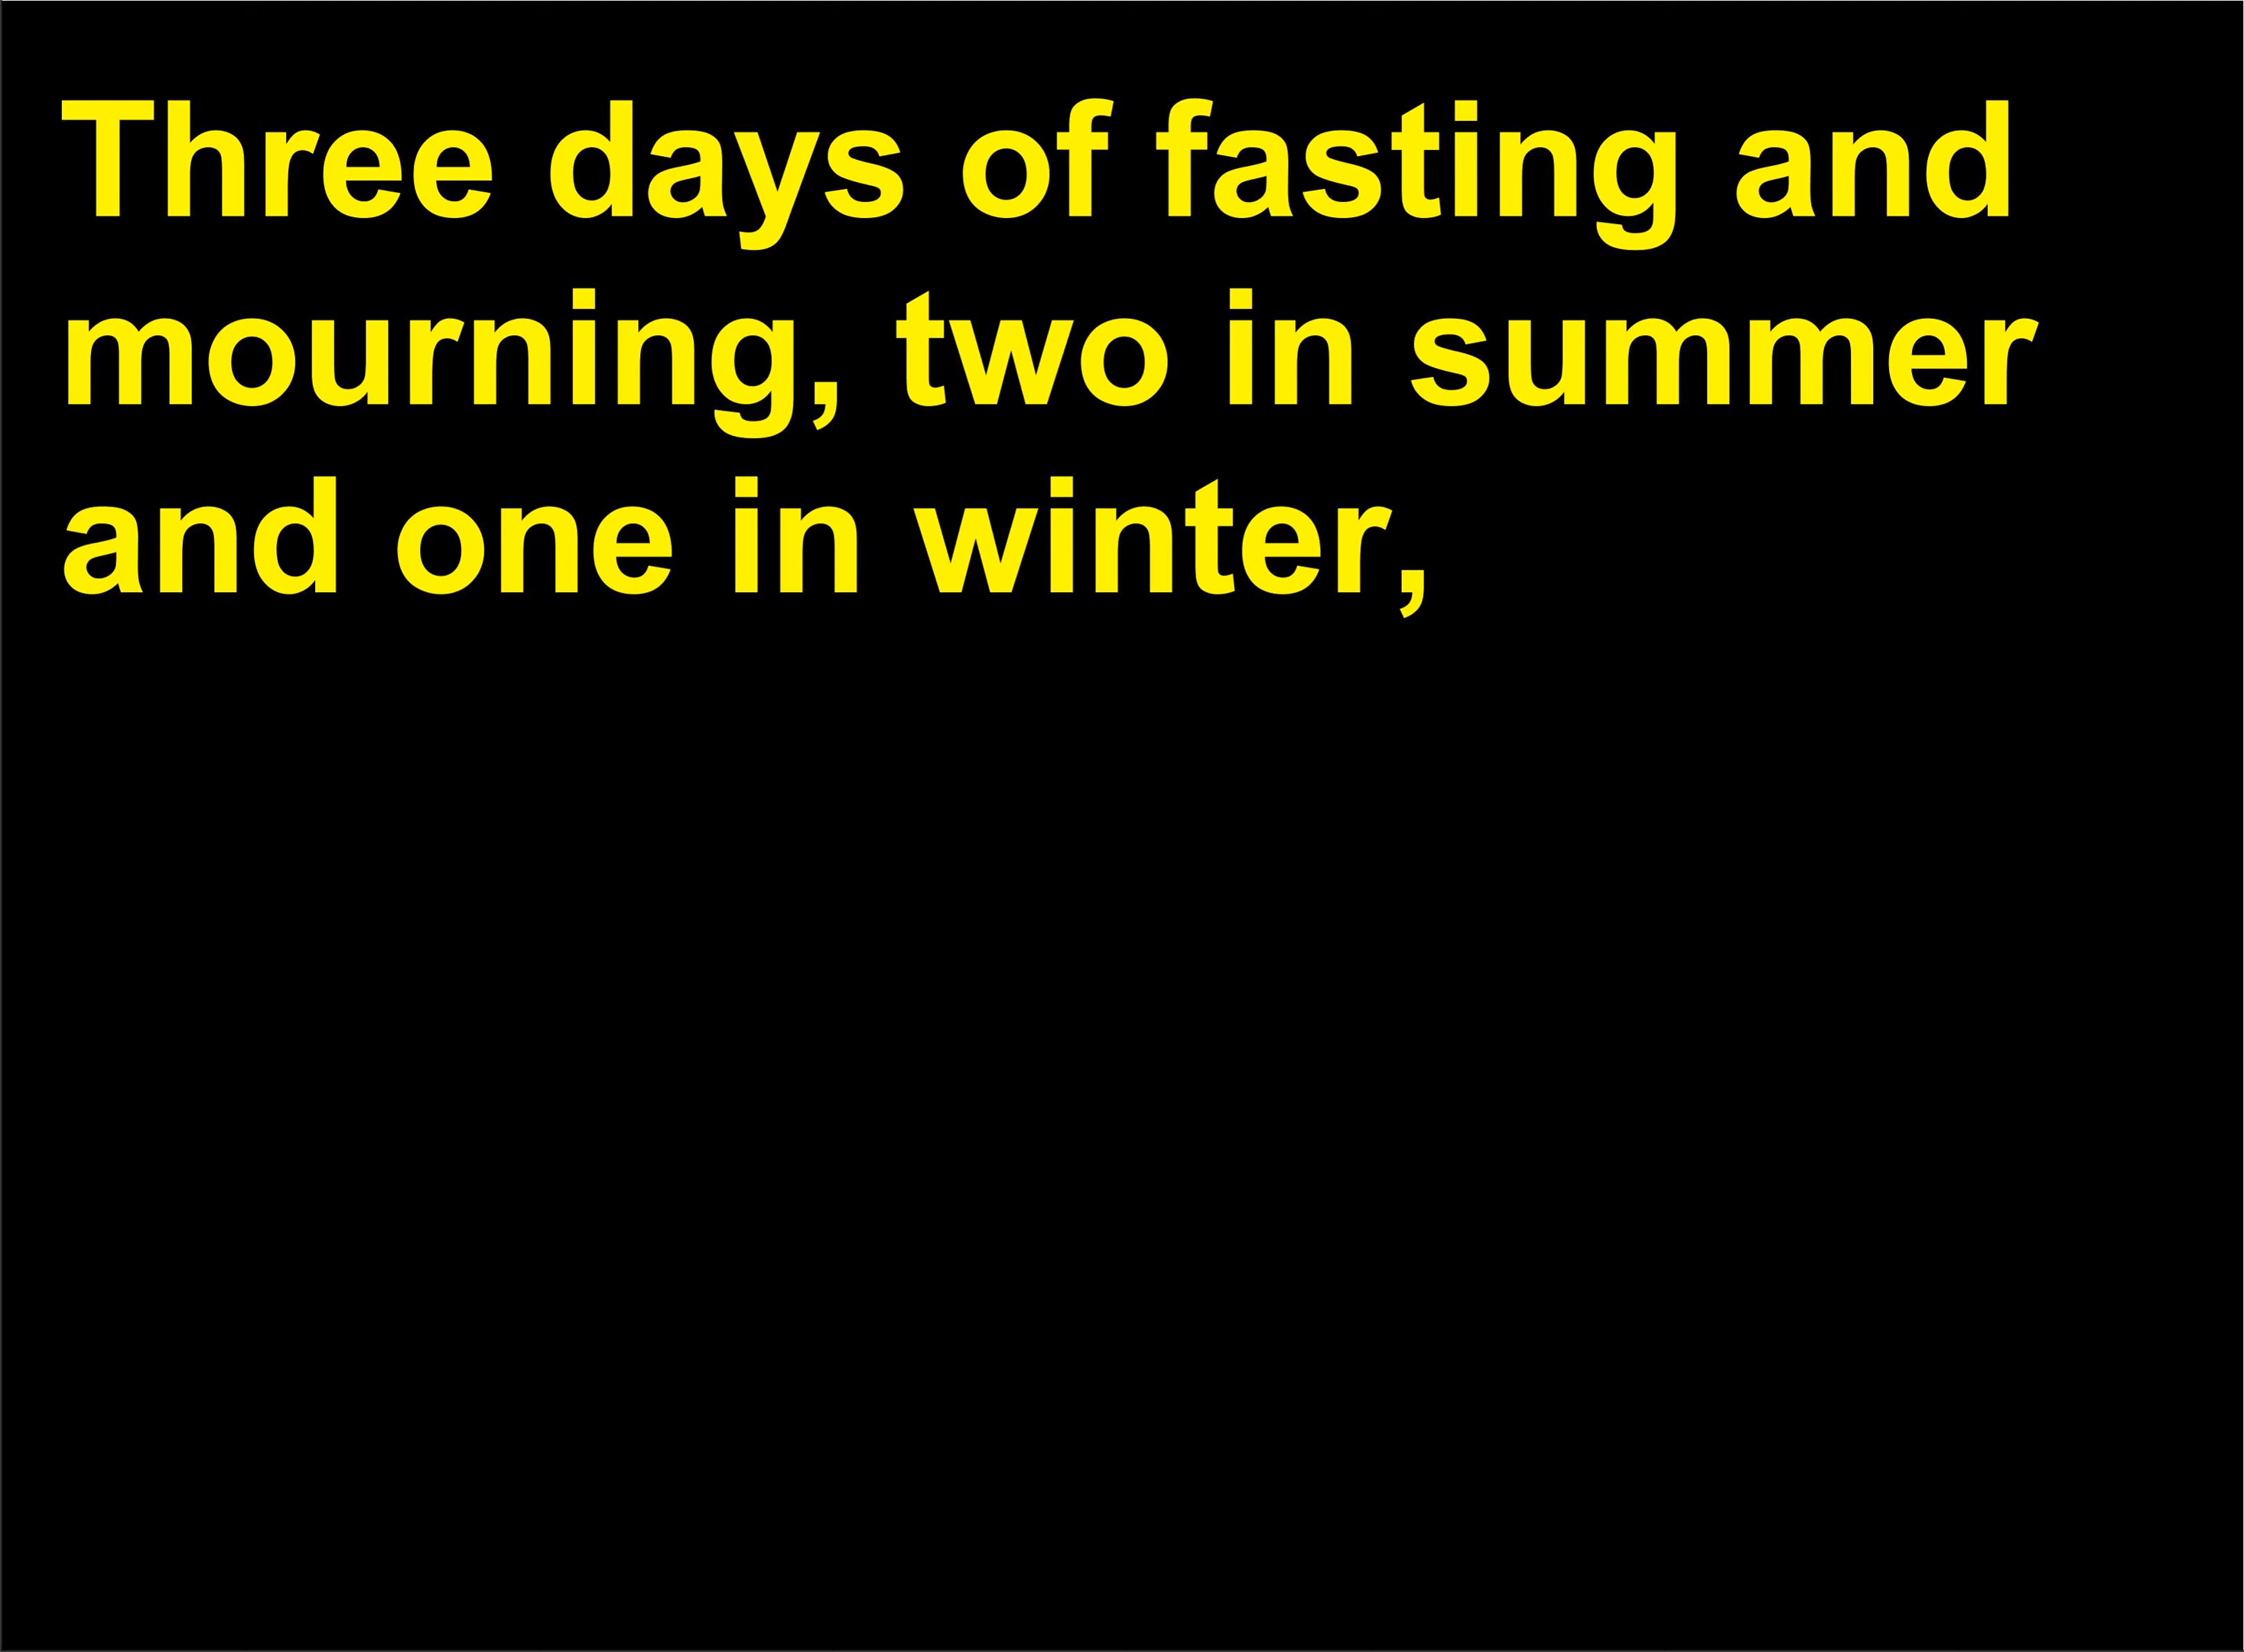 Three days of fasting and
mourning, two in summer
and one in winter,